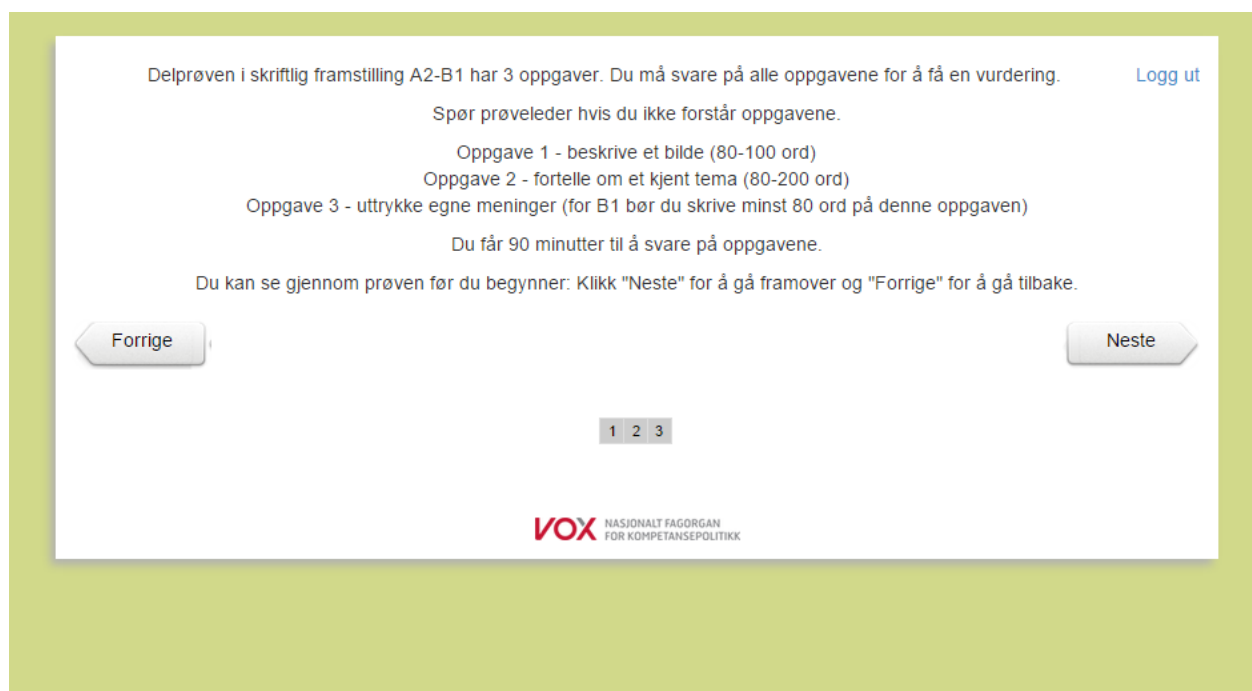 Delprøven i skriftlig framstilling A2-B1 har 3 oppgaver. Du må svare på alle oppgavene for å få en vurdering.
Logg ut
Spør prøveleder hvis du ikke forstår oppgavene.
Oppgave 1 - beskrive et bilde (80-100 ord)
Oppgave 2 - fortelle om et kjent tema (80-200 ord)
Oppgave 3 - uttrykke egne meninger (for B1 bør du skrive minst 80 ord på denne oppgaven)
Du får 90 minutter til å svare på oppgavene.
Du kan se gjennom prøven før du begynner: Klikk "Neste" for å gå framover og "Forrige" for å gå tilbake.
Forrige
Neste
1 2 3
VOX NASJONALT FAGORGAN
FOR KOMPETANSEPOLITIKK